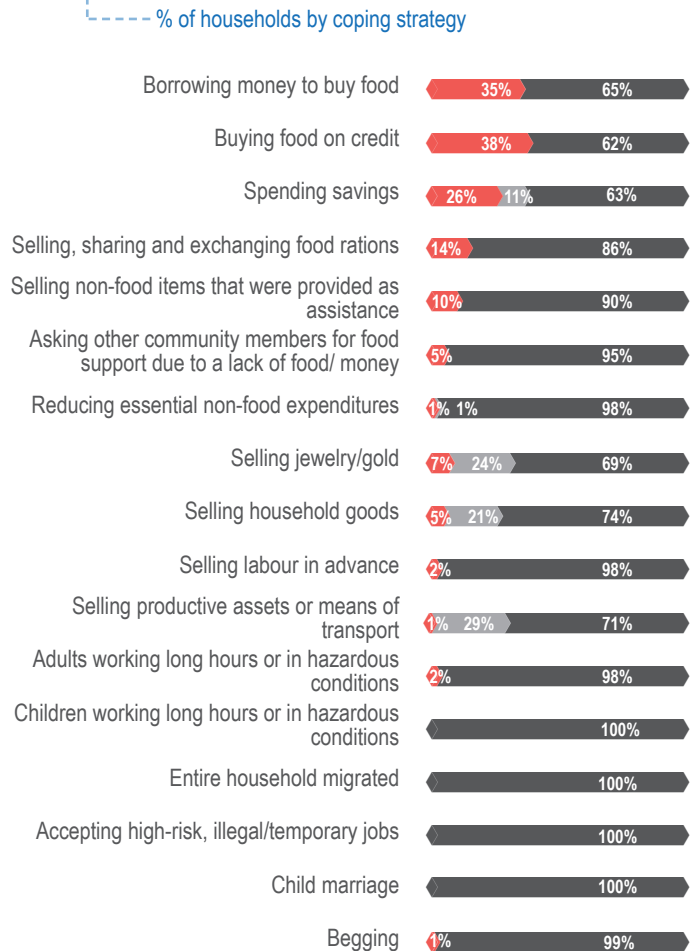 % of households by coping strategy
Borrowing money to buy food 35% 65%
Buying food on credit 38% 62%
Spending savings 26% 11% 63%
Selling, sharing and exchanging food rations 14% 86%
Selling non-food items that were provided as
assistance 10% 90%
Asking other community members for food
support due to a lack of food/ money 5% 95%
Reducing essential non-food expenditures 1% 1% 98%
Selling jewelry/gold 7% 24% 69%
Selling household goods 5% 21% 74%
Selling labour in advance 2% 98%
Selling productive assets or means of
transport 1% 29% 71%
Adults working long hours or in hazardous
conditions 2% 98%
Children working long hours or in hazardous
conditions 100%
Entire household migrated 100%
Accepting high-risk, illegal/temporary jobs 100%
Child marriage 100%
Begging 1% 99%